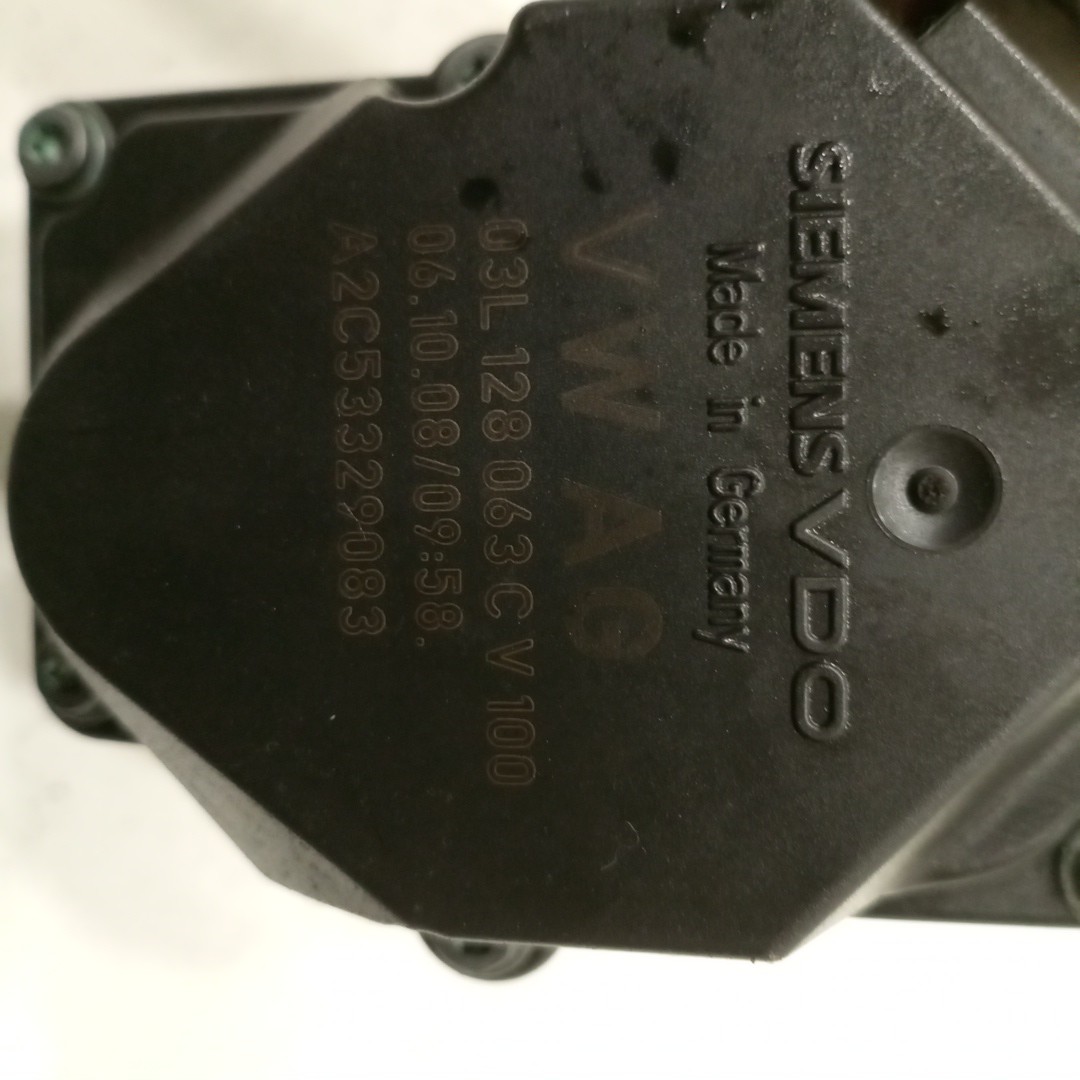 SIEMENS VDO
Made in Germany
VW AG
03L 128 063 C V 100
06.10.08/09:58.
A2C53329083